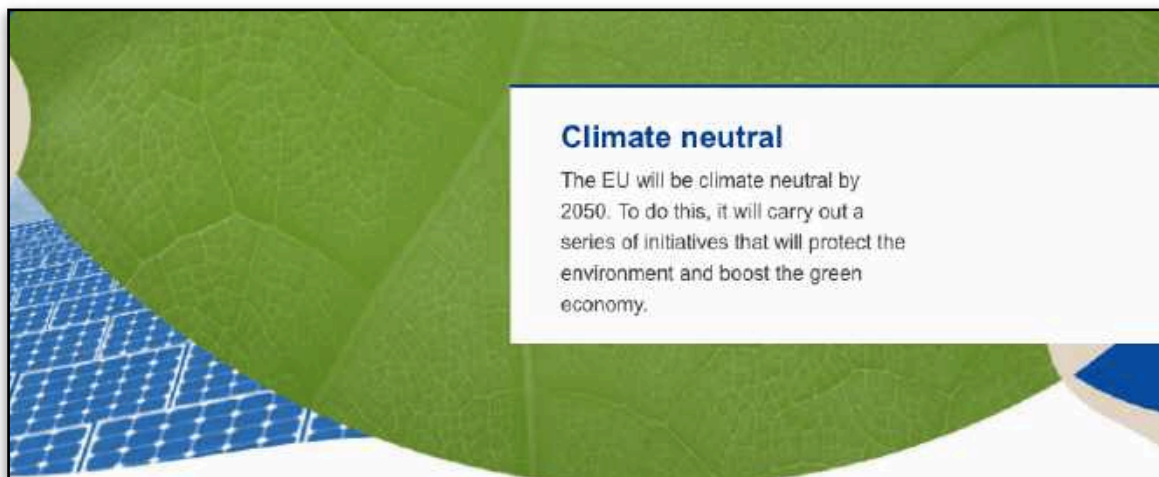 Climate neutral
The EU will be climate neutral by
2050. To do this, it will carry out a
series of initiatives that will protect the
environment and boost the green
economy.